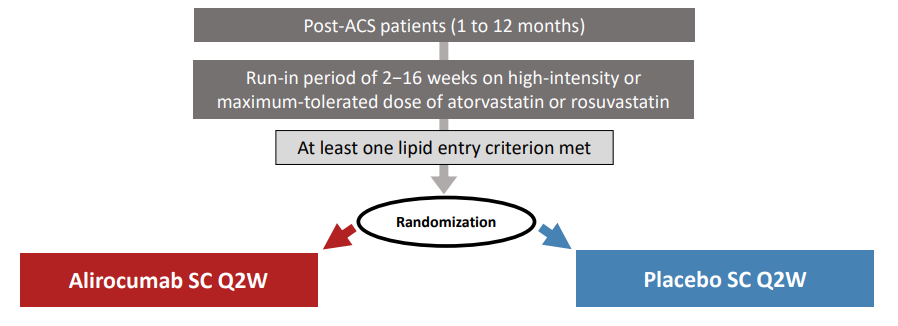 Post-ACS patients (1 to 12 months)
Run-in period of 2−16 weeks on high-intensity or
maximum-tolerated dose of atorvastatin or rosuvastatin
At least one lipid entry criterion met
Randomization
Alirocumab SC Q2W
Placebo SC Q2W